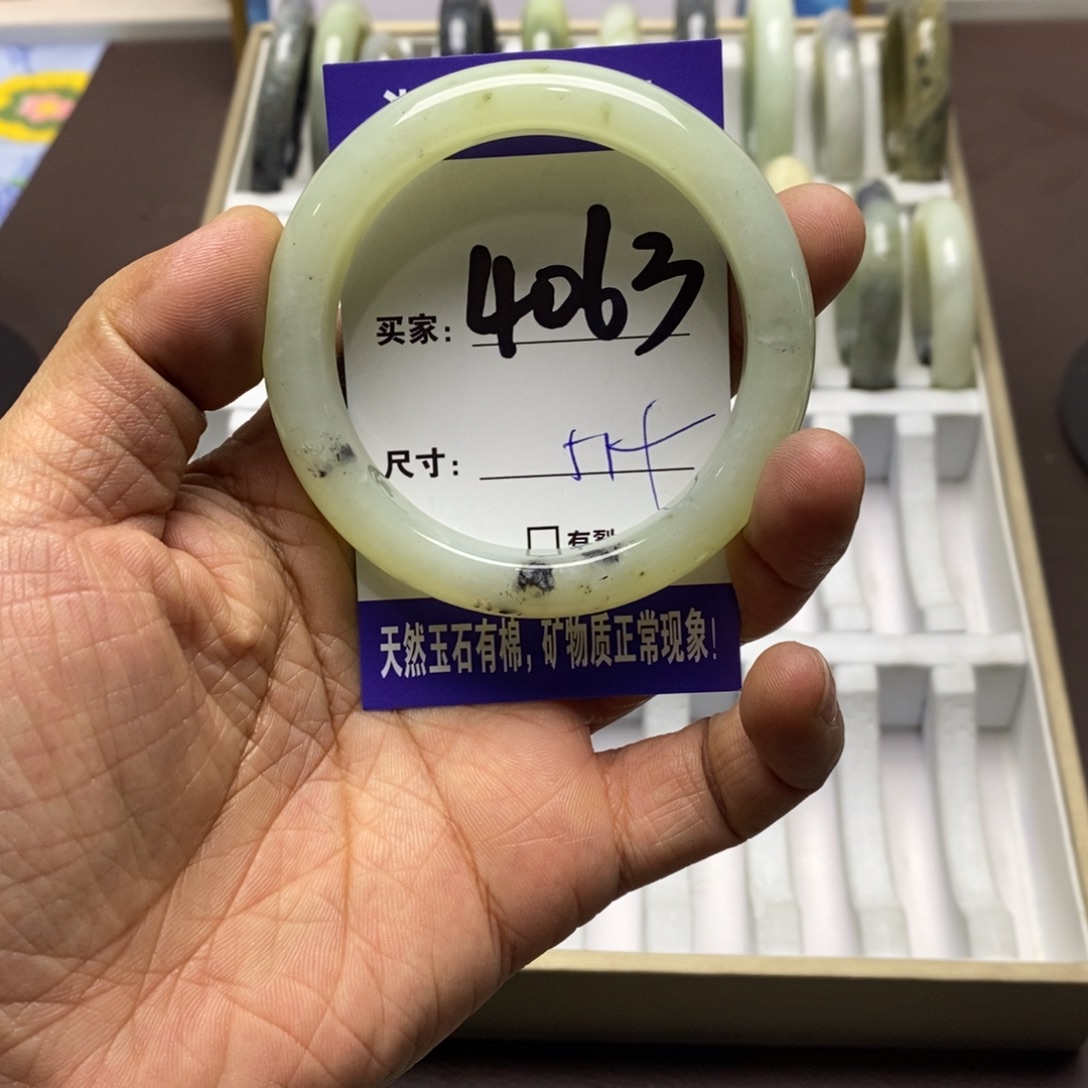 买家: 4063
尺寸:
有裂
天然玉石有棉, 矿物质正常现象!